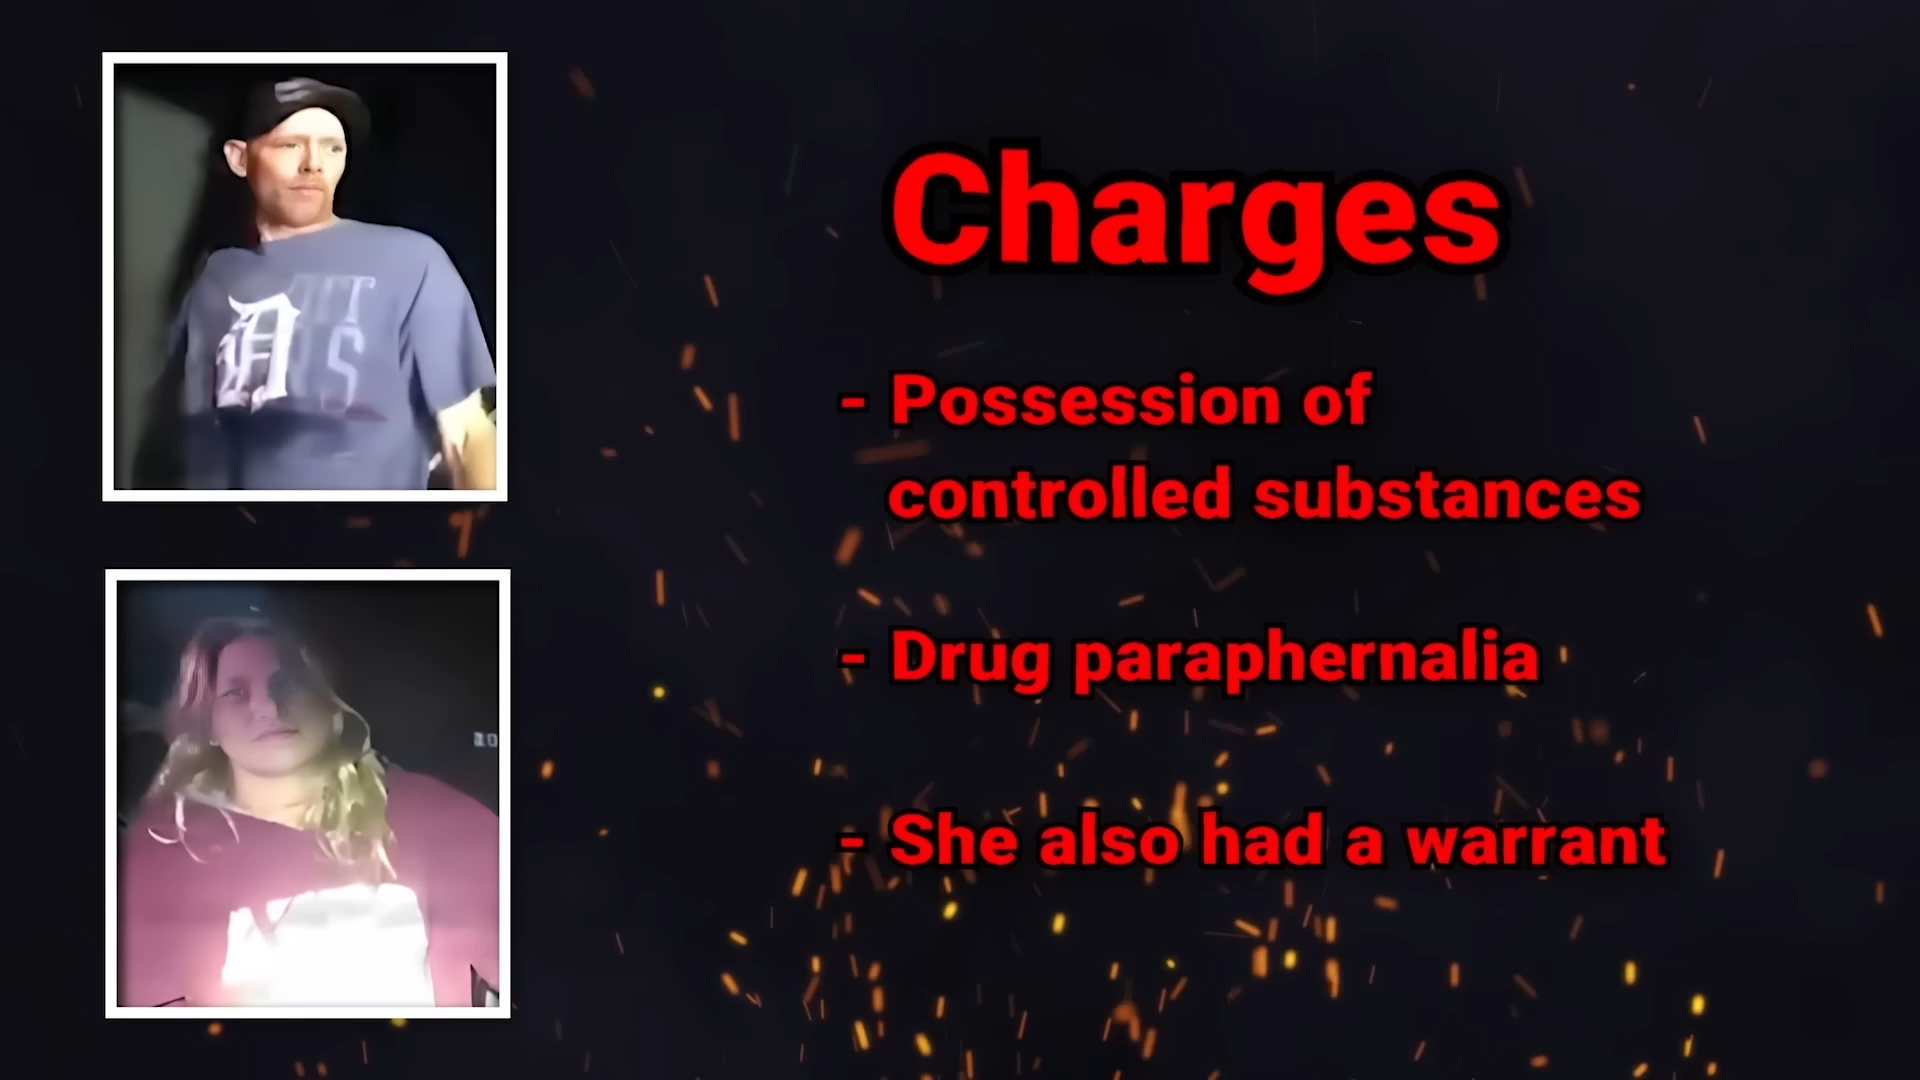 Charges
- Possession of
controlled substances
- Drug paraphernalia
- She also had a warrant
D